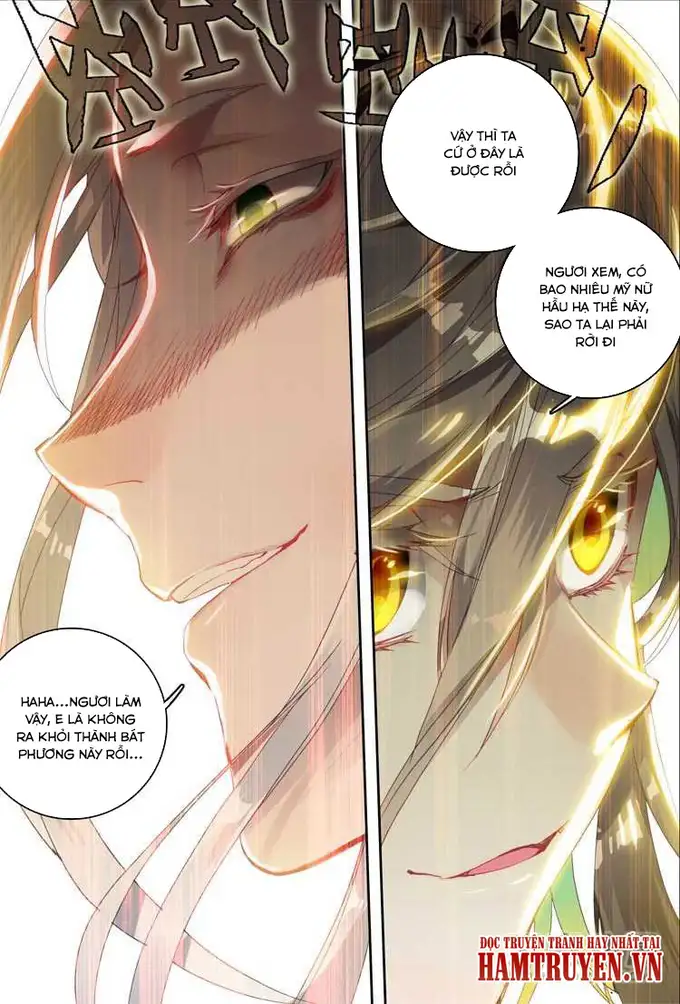 VẬY THÌ TA
CỨ Ở ĐÂY LÀ
ĐƯỢC RỒI
NGƯƠI XEM, CÓ
BAO NHIÊU MỸ NỮ
HẦU HẠ THẾ NÀY,
SAO TA LẠI PHẢI
RỜI ĐI
HAHA...NGƯƠI LÀM
VẬY, E LÀ KHÔNG
RA KHỎI THÀNH BÁT
PHƯƠNG NÀY RỒI...
ĐỌC TRUYỆN TRANH HAY NHẤT TẠI
HAMTRUYEN.VN